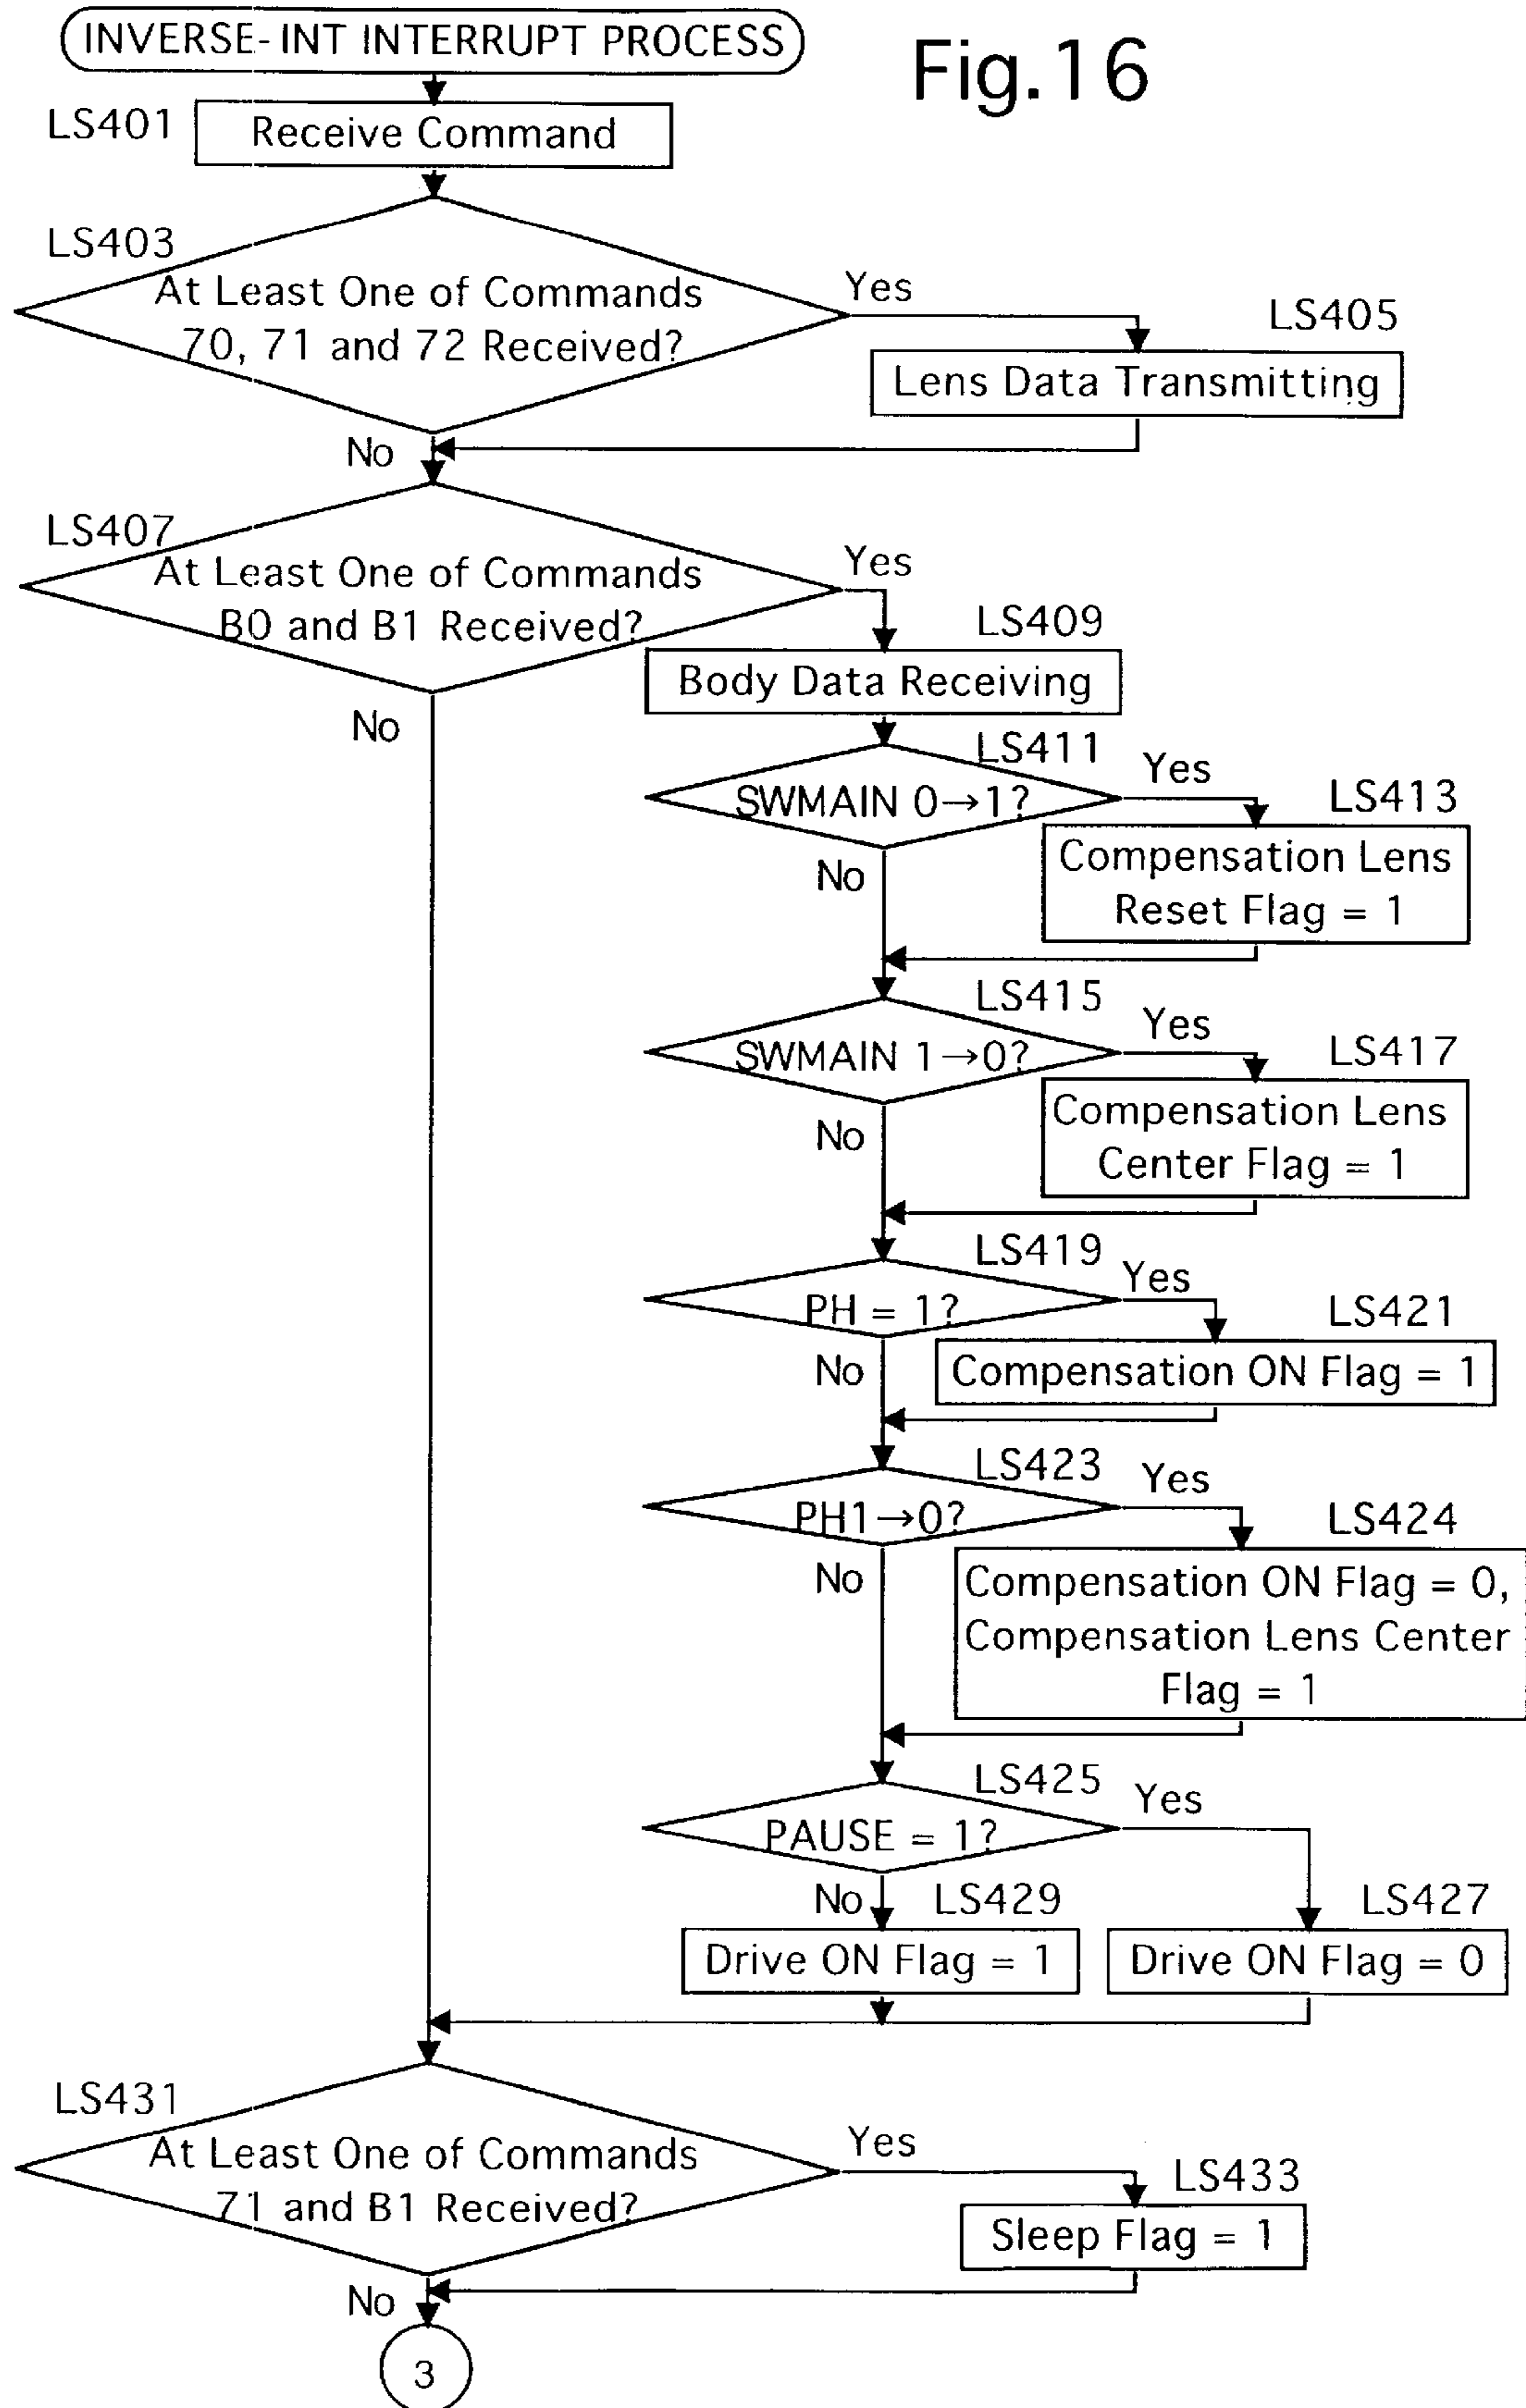 INVERSE-INT INTERRUPT PROCESS
Fig.16
LS401
Receive Command
LS403
At Least One of Commands
70, 71 and 72 Received?
Yes
LS405
Lens Data Transmitting
No
LS407
At Least One of Commands
B0 and B1 Received?
Yes
LS409
Body Data Receiving
No
LS411
SWMAIN 0→1?
Yes
LS413
Compensation Lens
Reset Flag = 1
No
LS415
SWMAIN 1→0?
Yes
LS417
Compensation Lens
Center Flag = 1
No
LS419
PH = 1?
Yes
LS421
Compensation ON Flag = 1
No
LS423
PH1→0?
Yes
LS424
Compensation ON Flag = 0,
Compensation Lens Center
Flag = 1
No
LS425
PAUSE = 1?
Yes
No
LS429
Drive ON Flag = 1
LS427
Drive ON Flag = 0
LS431
At Least One of Commands
71 and B1 Received?
Yes
LS433
Sleep Flag = 1
No
3